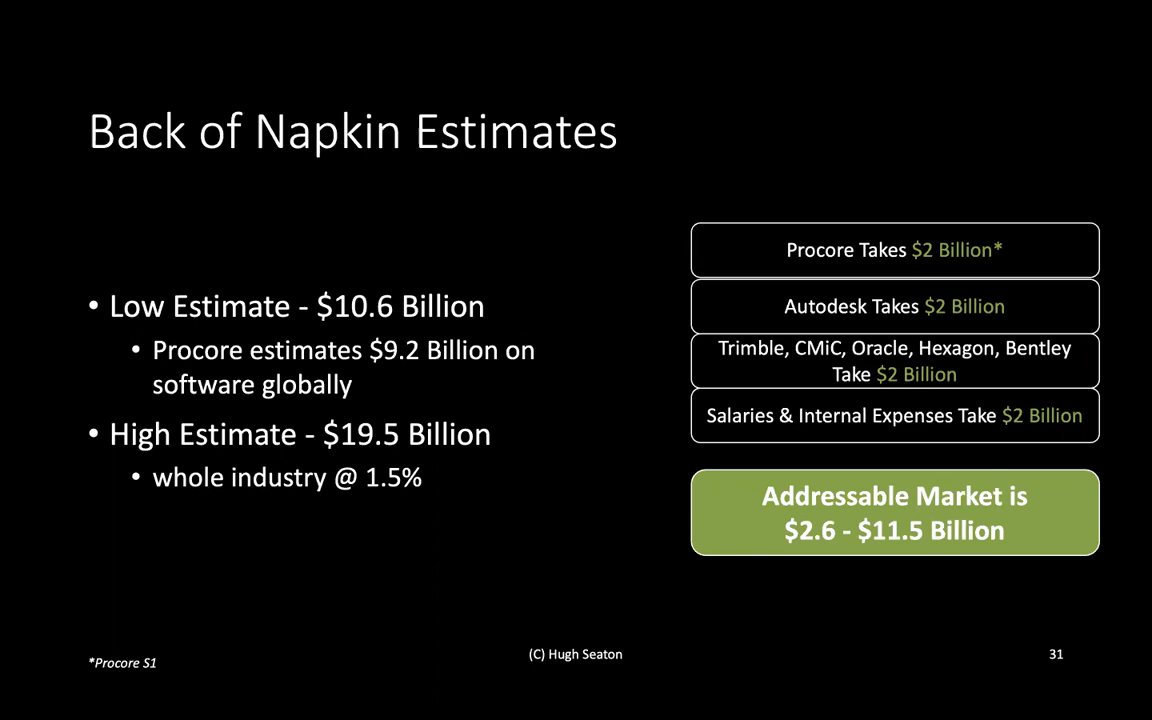 Back of Napkin Estimates
• Low Estimate - $10.6 Billion
• Procore estimates $9.2 Billion on
software globally
• High Estimate - $19.5 Billion
• whole industry @ 1.5%
Procore Takes $2 Billion*
Autodesk Takes $2 Billion
Trimble, CMiC, Oracle, Hexagon, Bentley
Take $2 Billion
Salaries & Internal Expenses Take $2 Billion
Addressable Market is
$2.6 - $11.5 Billion
*Procore S1
(C) Hugh Seaton
31